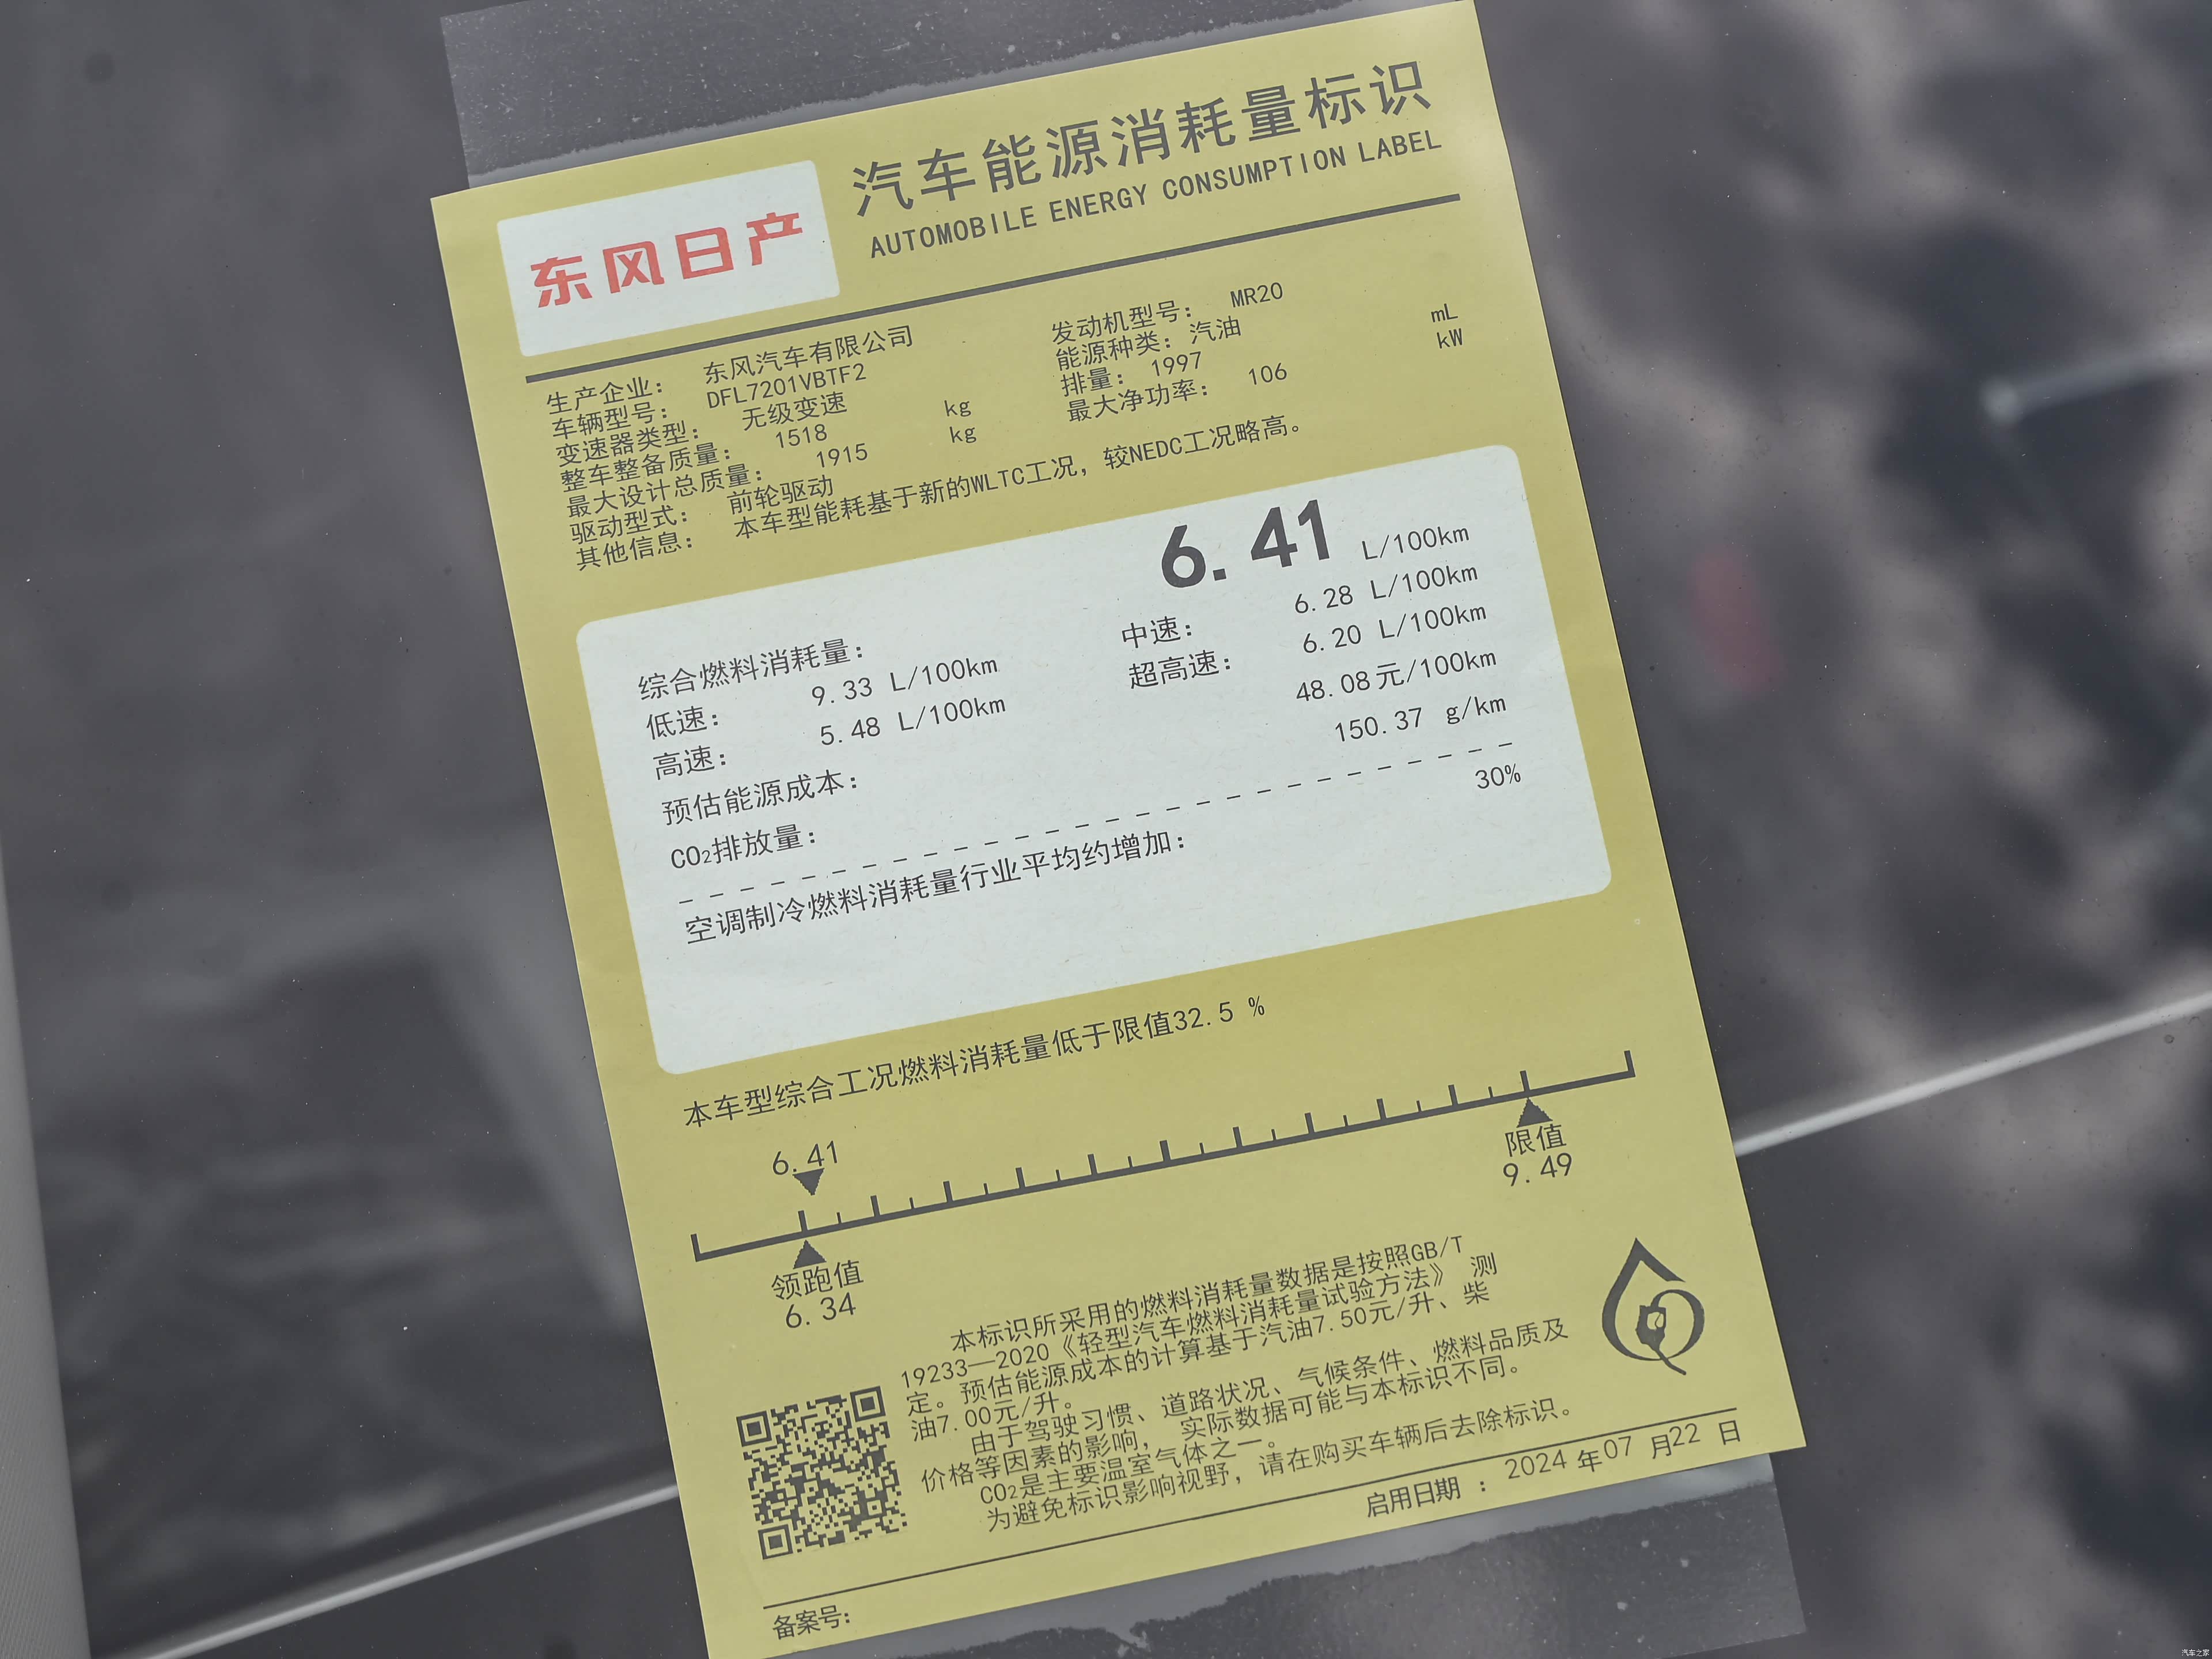 东风日产
汽车能源消耗量标识
AUTOMOBILE ENERGY CONSUMPTION LABEL
生产企业： 东风汽车有限公司
车辆型号： DFL7201VBTF2
变速器类型： 无级变速
整车整备质量： 1518 kg
最大设计总质量： 1915 kg
驱动型式： 前轮驱动
其他信息： 本车型能耗基于新的WLTC工况，较NEDC工况略高。
发动机型号： MR20
能源种类：汽油
排量： 1997 mL
最大净功率： 106 kW
综合燃料消耗量： 6.41 L/100km
低速： 9.33 L/100km 中速： 6.28 L/100km
高速： 5.48 L/100km 超高速： 6.20 L/100km
预估能源成本： 48.08元/100km
CO₂排放量： 150.37 g/km
空调制冷燃料消耗量行业平均约增加： 30%
本车型综合工况燃料消耗量低于限值32.5 %
6.41
领跑值
6.34
限值
9.49
本标识所采用的燃料消耗量数据是按照GB/T
19233—2020《轻型汽车燃料消耗量试验方法》 测
定。预估能源成本的计算基于汽油7.50元/升、柴
油7.00元/升。
由于驾驶习惯、道路状况、气候条件、燃料品质及
价格等因素的影响， 实际数据可能与本标识不同。
CO₂是主要温室气体之一。
为避免标识影响视野，请在购买车辆后去除标识。
启用日期 ： 2024 年07 月22 日
备案号：
汽车之家